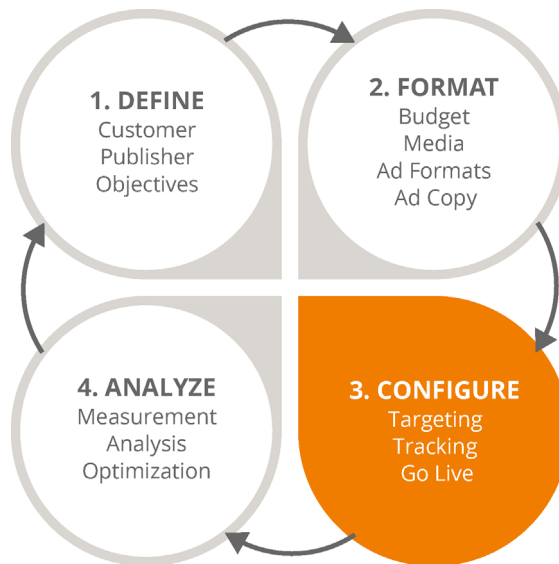 1. DEFINE
Customer
Publisher
Objectives
2. FORMAT
Budget
Media
Ad Formats
Ad Copy
3. CONFIGURE
Targeting
Tracking
Go Live
4. ANALYZE
Measurement
Analysis
Optimization